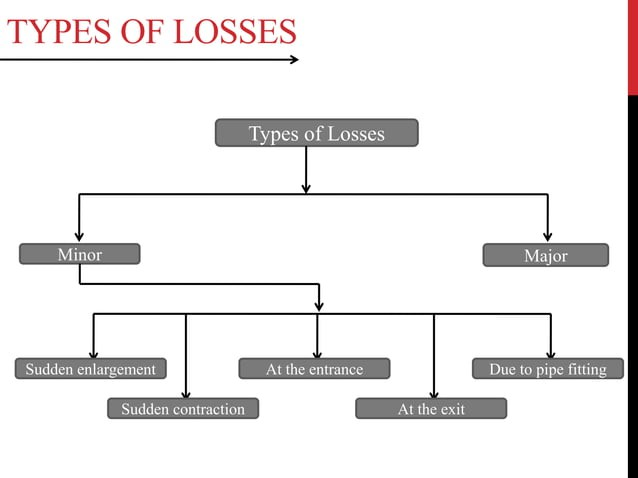 TYPES OF LOSSES
Types of Losses
Minor
Major
Sudden enlargement
At the entrance
Due to pipe fitting
Sudden contraction
At the exit